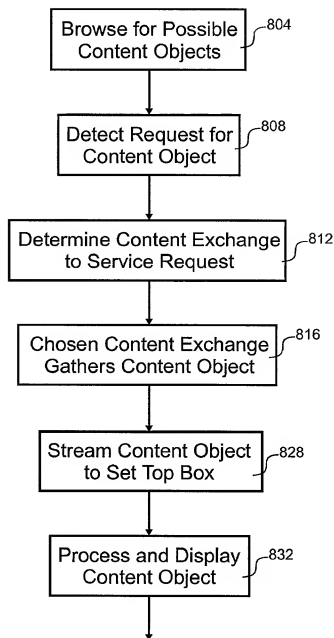 Browse for Possible
Content Objects
804
Detect Request for
Content Object
808
Determine Content Exchange
to Service Request
812
Chosen Content Exchange
Gathers Content Object
816
Stream Content Object
to Set Top Box
828
Process and Display
Content Object
832